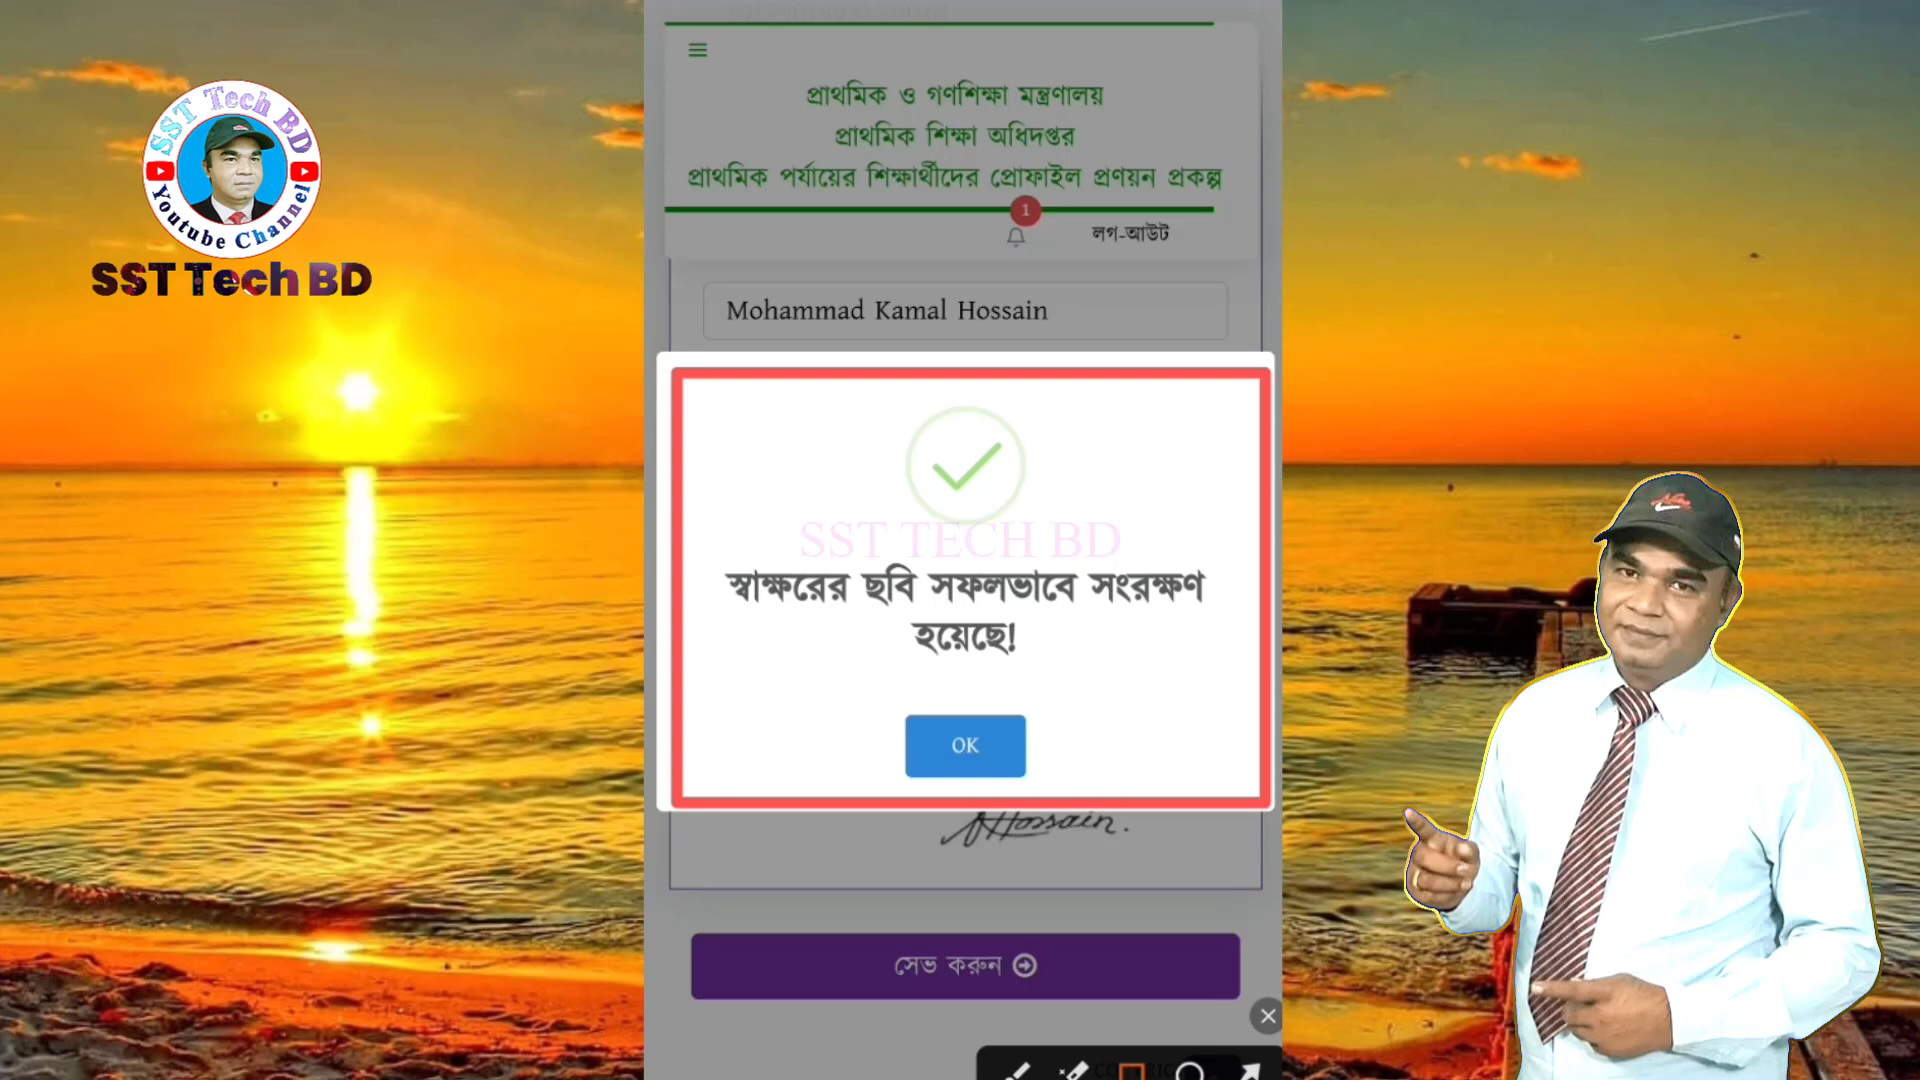 SST Tech BD
Youtube Channel
SST Tech BD
প্রাথমিক ও গণশিক্ষা মন্ত্রণালয়
প্রাথমিক শিক্ষা অধিদপ্তর
প্রাথমিক পর্যায়ের শিক্ষার্থীদের প্রোফাইল প্রণয়ন প্রকল্প
1
লগ-আউট
Mohammad Kamal Hossain
SST TECH BD
স্বাক্ষরের ছবি সফলভাবে সংরক্ষণ
হয়েছে!
OK
Hossain.
সেভ করুন